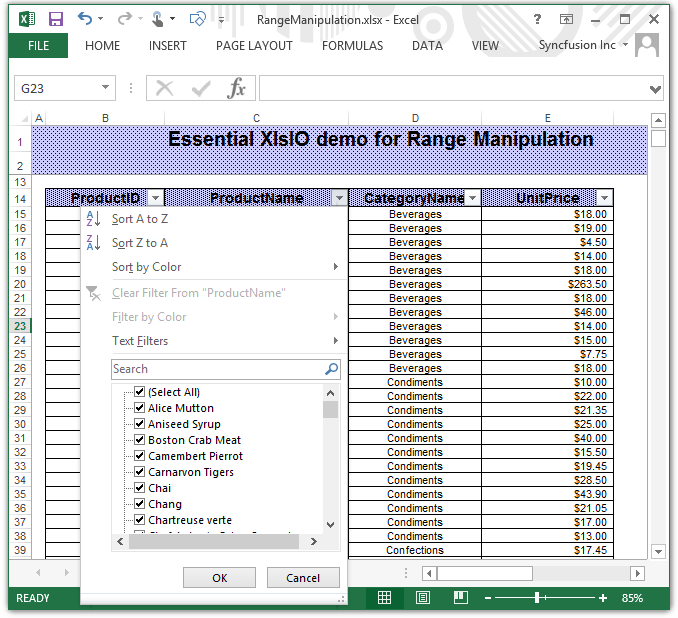 RangeManipulation.xlsx - Excel
?
FILE HOME INSERT PAGE LAYOUT FORMULAS DATA VIEW Syncfusion Inc
G23 fx
A B C D E
1 Essential XlsIO demo for Range Manipulation
2
13
14 ProductID ProductName CategoryName UnitPrice
15 Beverages $18.00
16 Beverages $19.00
17 Beverages $4.50
18 Beverages $14.00
19 Beverages $18.00
20 Beverages $263.50
21 Beverages $18.00
22 Beverages $46.00
23 Beverages $14.00
24 Beverages $15.00
25 Beverages $7.75
26 Beverages $18.00
27 Condiments $10.00
28 Condiments $22.00
29 Condiments $21.35
30 Condiments $25.00
31 Condiments $40.00
32 Condiments $15.50
33 Condiments $19.45
34 Condiments $28.50
35 Condiments $43.90
36 Condiments $21.05
37 Condiments $17.00
38 Condiments $13.00
39 Confections $17.45
Sort A to Z
Sort Z to A
Sort by Color
Clear Filter From "ProductName"
Filter by Color
Text Filters
Search
(Select All)
Alice Mutton
Aniseed Syrup
Boston Crab Meat
Camembert Pierrot
Carnarvon Tigers
Chai
Chang
Chartreuse verte
OK Cancel
READY 85%